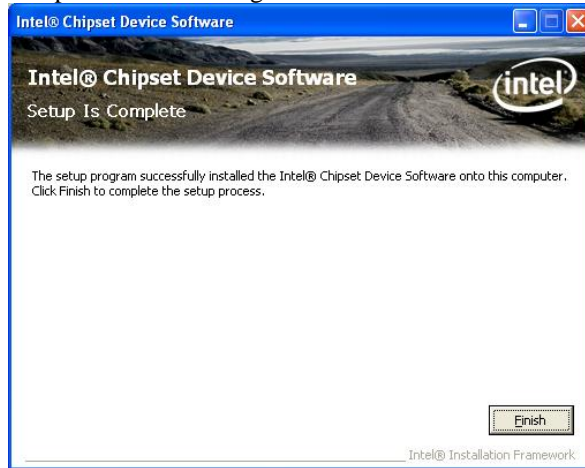 Intel® Chipset Device Software
Intel® Chipset Device Software
intel
Setup Is Complete
The setup program successfully installed the Intel® Chipset Device Software onto this computer.
Click Finish to complete the setup process.
Finish
Intel® Installation Framework